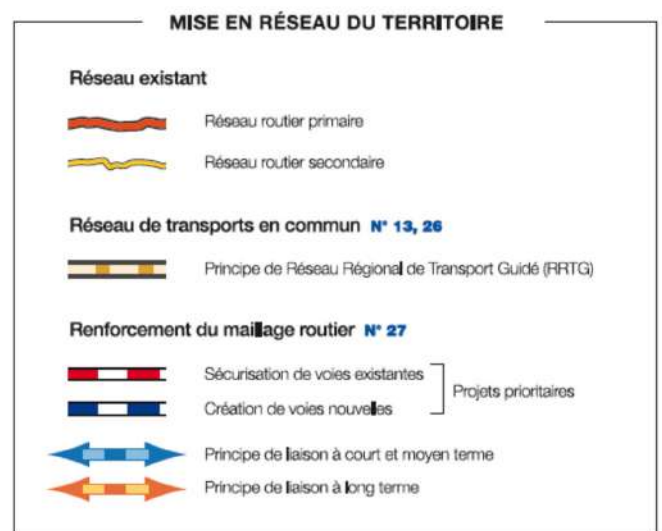 MISE EN RÉSEAU DU TERRITOIRE
Réseau existant
Réseau routier primaire
Réseau routier secondaire
Réseau de transports en commun N° 13, 26
Principe de Réseau Régional de Transport Guidé (RRTG)
Renforcement du maillage routier N° 27
Sécurisation de voies existantes
Projets prioritaires
Création de voies nouvelles
Principe de liaison à court et moyen terme
Principe de liaison à long terme